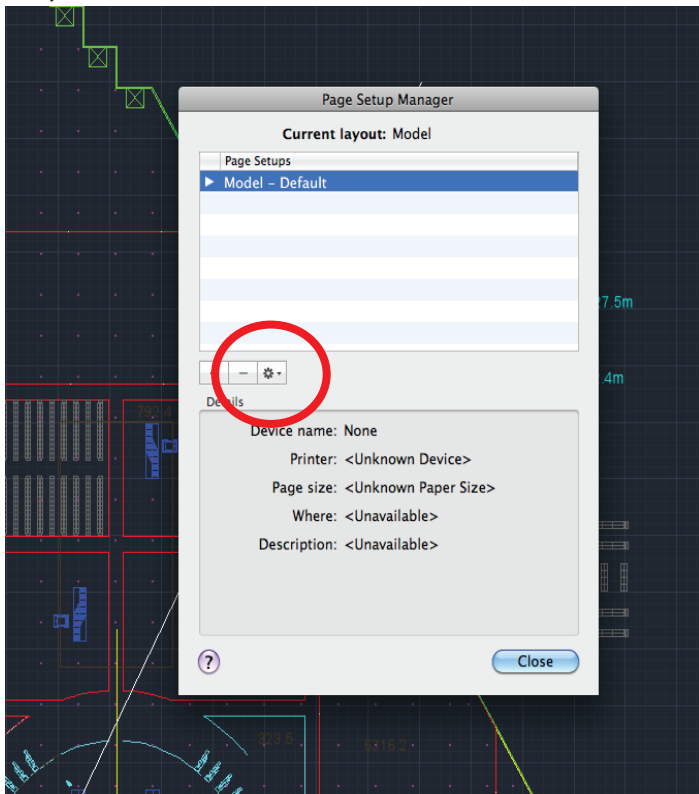 Page Setup Manager
Current layout: Model
Page Setups
Model – Default
27.5m
.4m
792.4
Details
Device name: None
Printer: <Unknown Device>
Page size: <Unknown Paper Size>
Where: <Unavailable>
Description: <Unavailable>
?
Close
323.5
6316.2